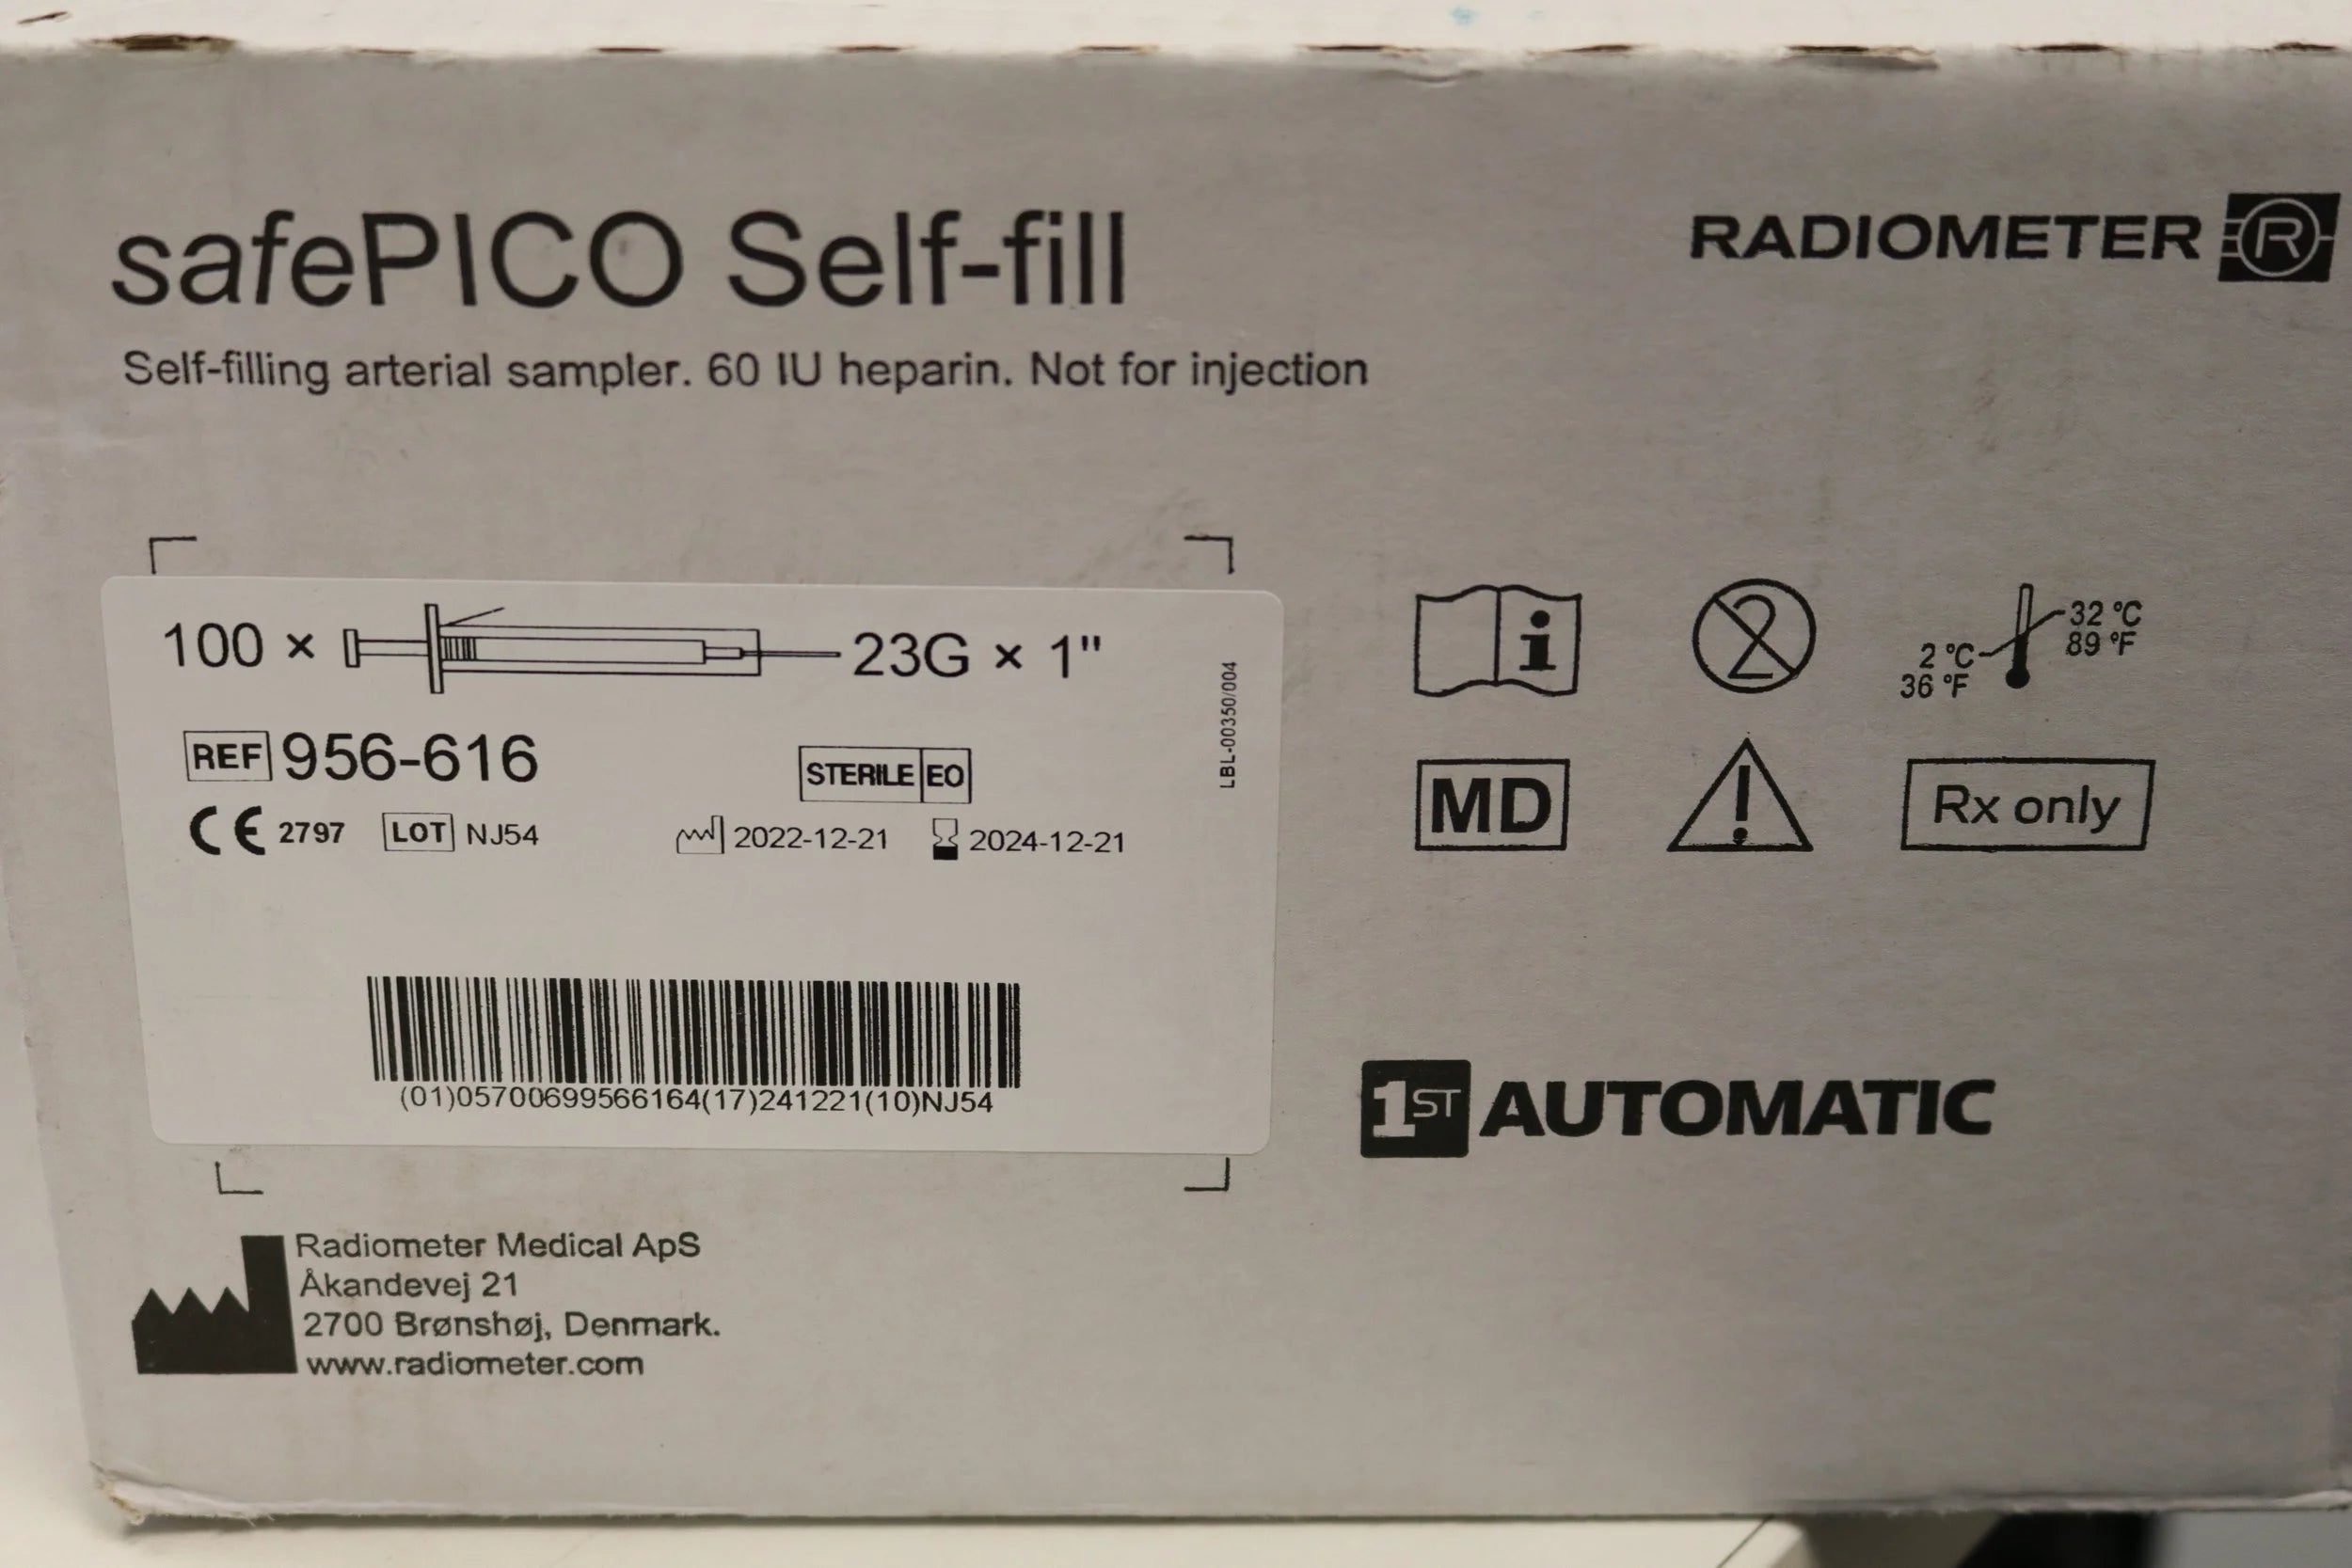 safePICO Self-fill
RADIOMETER R
Self-filling arterial sampler. 60 IU heparin. Not for injection
100 × 23G × 1"
REF 956-616
STERILE EO
CE 2797 LOT NJ54 2022-12-21 2024-12-21
LBL-00350/004
(01)05700699566164(17)241221(10)NJ54
i
2
32 °C
89 °F
2 °C
36 °F
MD
!
Rx only
1ST AUTOMATIC
Radiometer Medical ApS
Åkandevej 21
2700 Brønshøj, Denmark.
www.radiometer.com